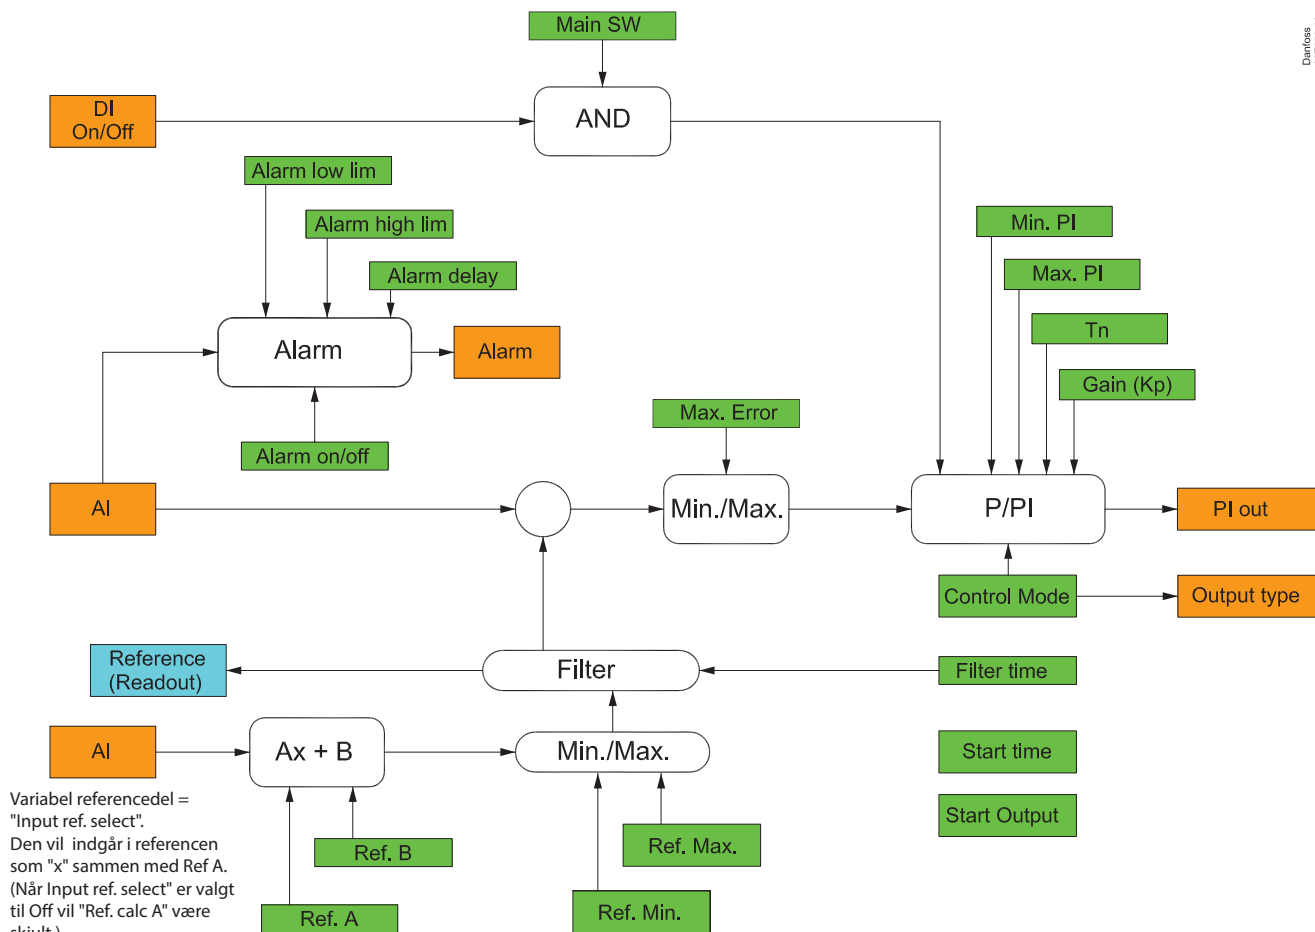 Main SW
Danfoss
DI
On/Off
AND
Alarm low lim
Alarm high lim
Alarm delay
Min. PI
Max. PI
Tn
Gain (Kp)
Alarm
Alarm
Max. Error
Alarm on/off
AI
Min./Max.
P/PI
PI out
Control Mode
Output type
Reference
(Readout)
Filter
Filter time
AI
Ax + B
Min./Max.
Start time
Start Output
Variabel referencedel =
"Input ref. select".
Den vil indgår i referencen
som "x" sammen med Ref A.
(Når Input ref. select" er valgt
til Off vil "Ref. calc A" være
skjult.)
Ref. B
Ref. Max.
Ref. A
Ref. Min.